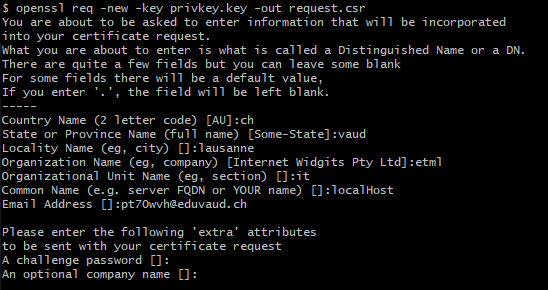 $ openssl req -new -key privkey.key -out request.csr
You are about to be asked to enter information that will be incorporated
into your certificate request.
What you are about to enter is what is called a Distinguished Name or a DN.
There are quite a few fields but you can leave some blank
For some fields there will be a default value,
If you enter '.', the field will be left blank.
-----
Country Name (2 letter code) [AU]:ch
State or Province Name (full name) [Some-State]:vaud
Locality Name (eg, city) []:lausanne
Organization Name (eg, company) [Internet Widgits Pty Ltd]:etml
Organizational Unit Name (eg, section) []:it
Common Name (e.g. server FQDN or YOUR name) []:localHost
Email Address []:pt70wvh@eduvaud.ch

Please enter the following 'extra' attributes
to be sent with your certificate request
A challenge password []:
An optional company name []: